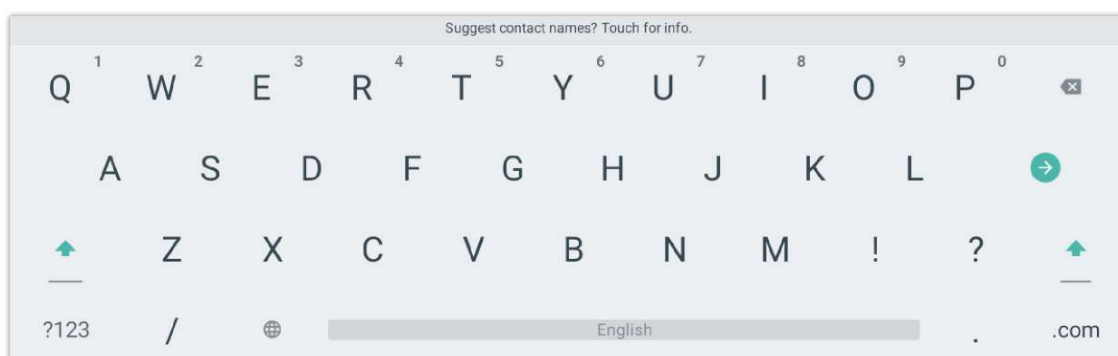 Suggest contact names? Touch for info.
1 2 3 4 5 6 7 8 9 0
Q W E R T Y U I O P
A S D F G H J K L
Z X C V B N M ! ?
?123 / English . .com